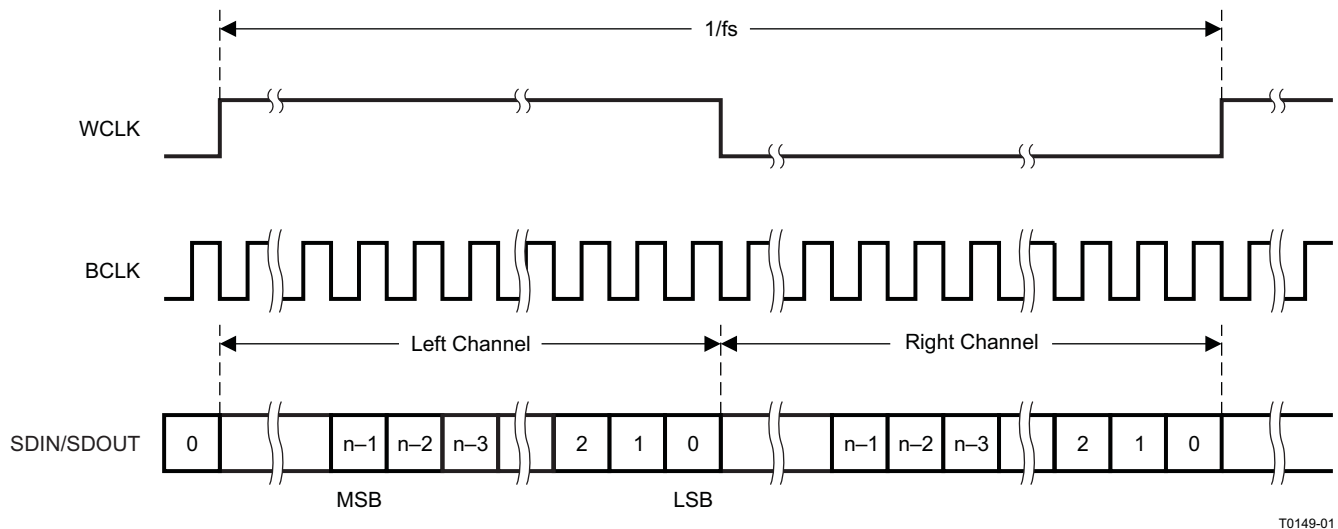 1/fs
WCLK
BCLK
Left Channel
Right Channel
SDIN/SDOUT
0 n–1 n–2 n–3 2 1 0 n–1 n–2 n–3 2 1 0
MSB LSB
T0149-01